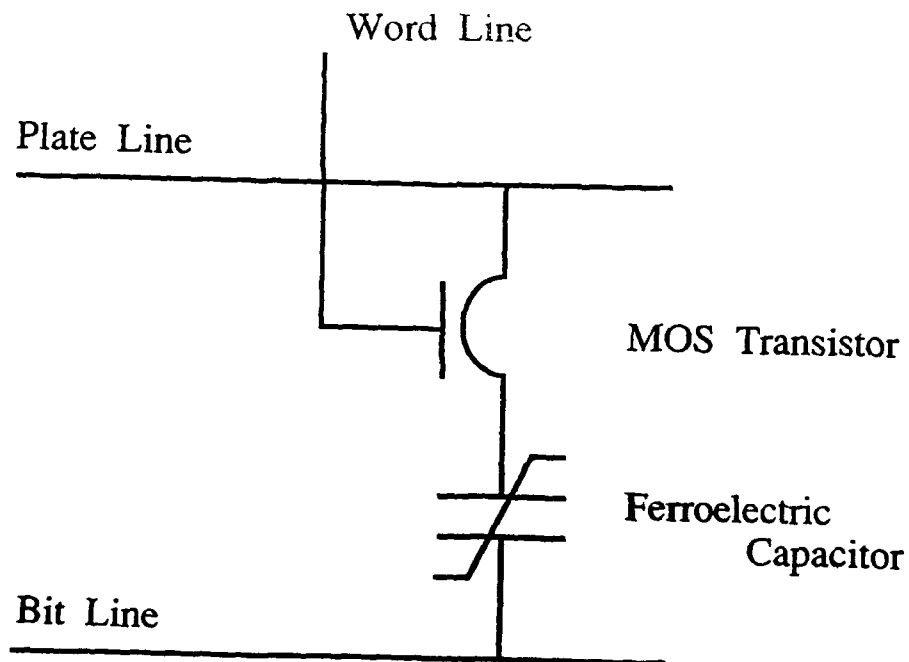 Word Line
Plate Line
MOS Transistor
Ferroelectric
Capacitor
Bit Line